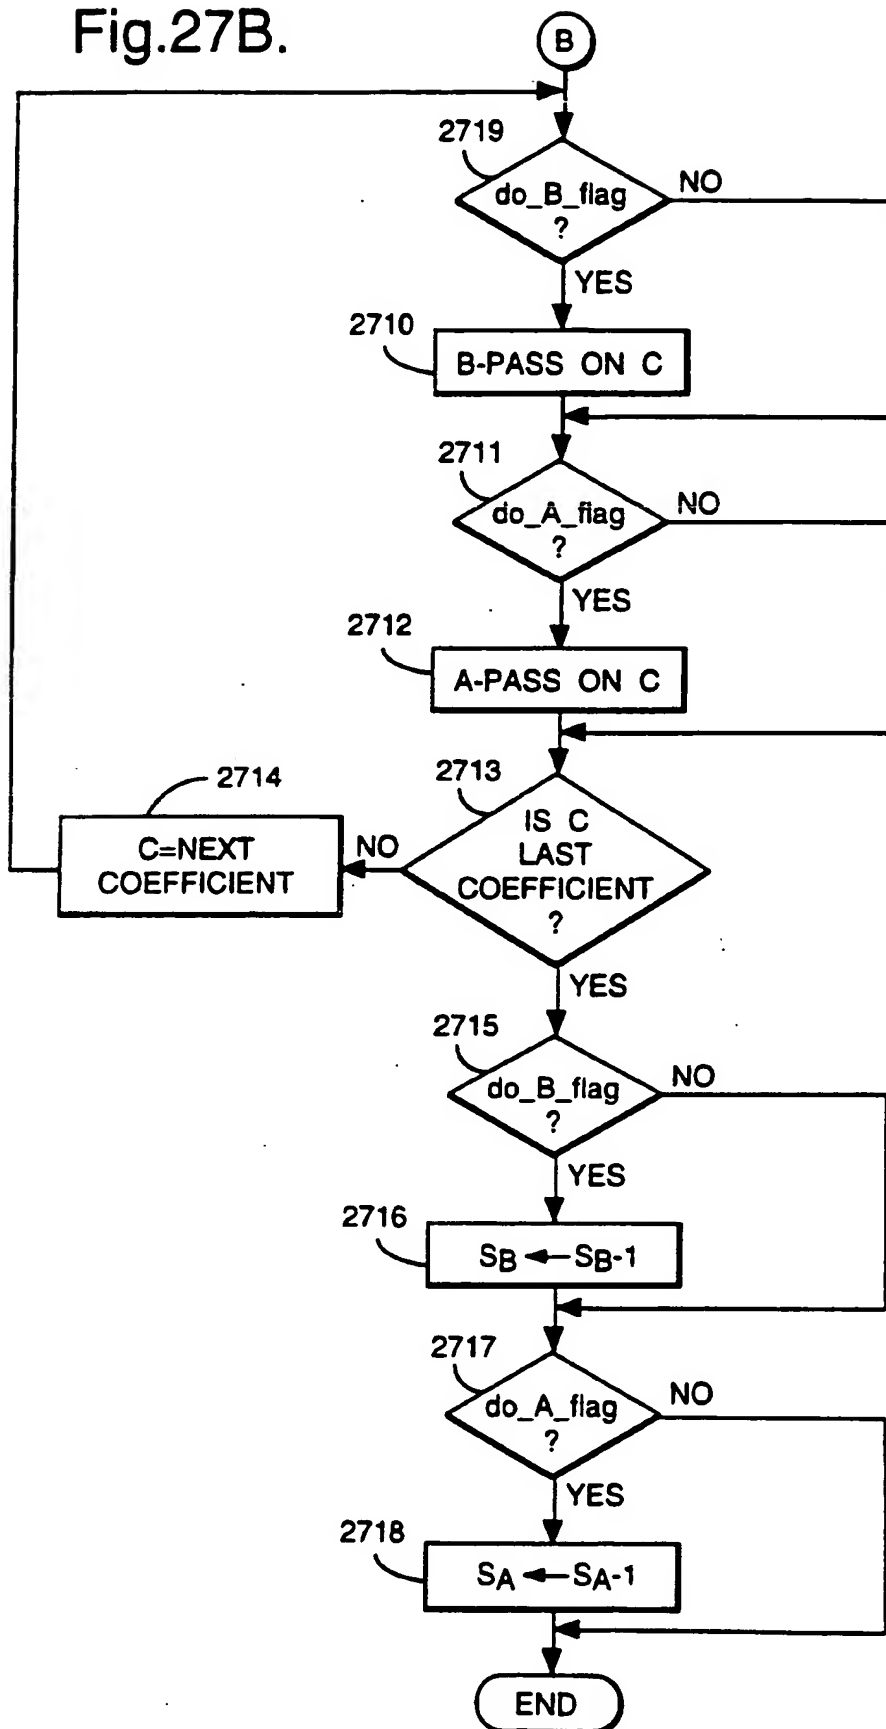 Fig.27B.
B
2719
do_B_flag
?
NO
YES
2710
B-PASS ON C
2711
do_A_flag
?
NO
YES
2712
A-PASS ON C
2713
IS C
LAST
COEFFICIENT
?
NO
2714
C=NEXT
COEFFICIENT
YES
2715
do_B_flag
?
NO
YES
2716
SB ← SB-1
2717
do_A_flag
?
NO
YES
2718
SA ← SA-1
END